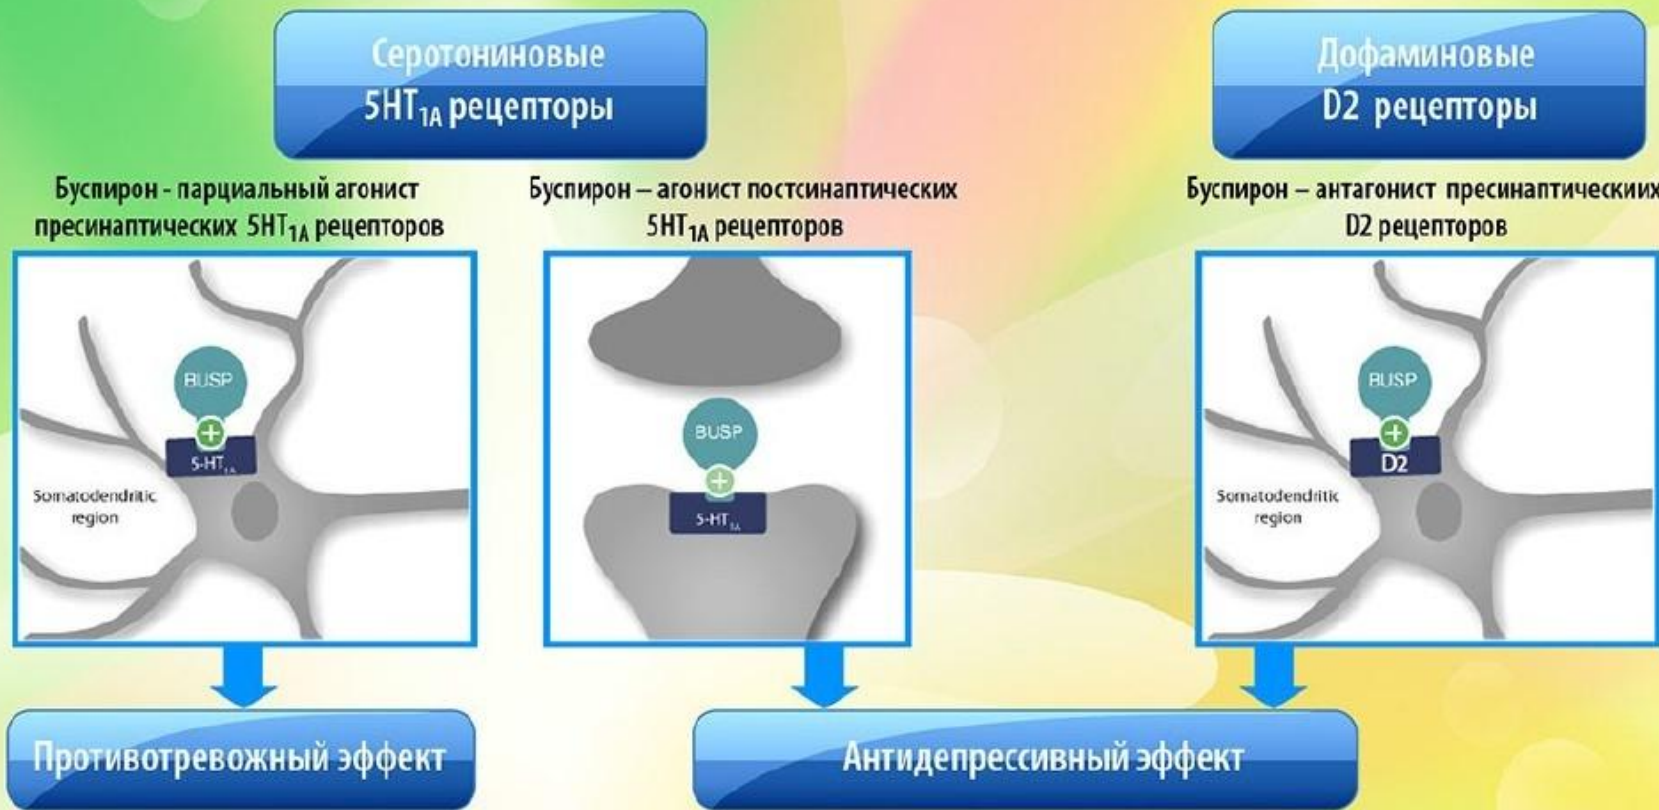 Серотониновые
5HT1A рецепторы
Дофаминовые
D2 рецепторы
Буспирон - парциальный агонист
пресинаптических 5HT1A рецепторов
Буспирон – агонист постсинаптических
5HT1A рецепторов
Буспирон – антагонист пресинаптическиих
D2 рецепторов
BUSP
+
5-HT1A
Somatodendritic
region
BUSP
+
5-HT1A
BUSP
+
D2
Somatodendritic
region
Противотревожный эффект
Антидепрессивный эффект